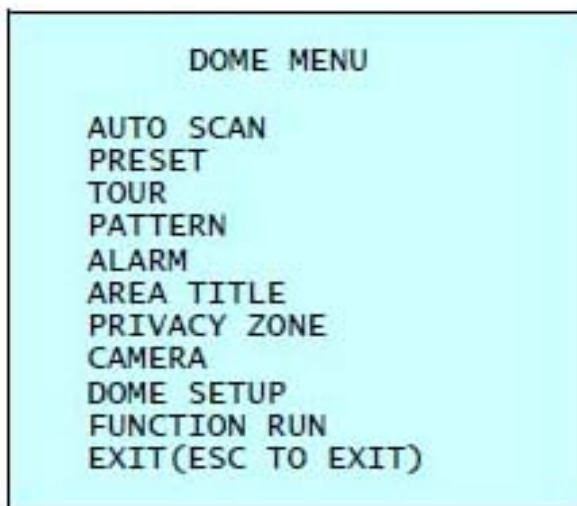 DOME MENU
AUTO SCAN
PRESET
TOUR
PATTERN
ALARM
AREA TITLE
PRIVACY ZONE
CAMERA
DOME SETUP
FUNCTION RUN
EXIT(ESC TO EXIT)